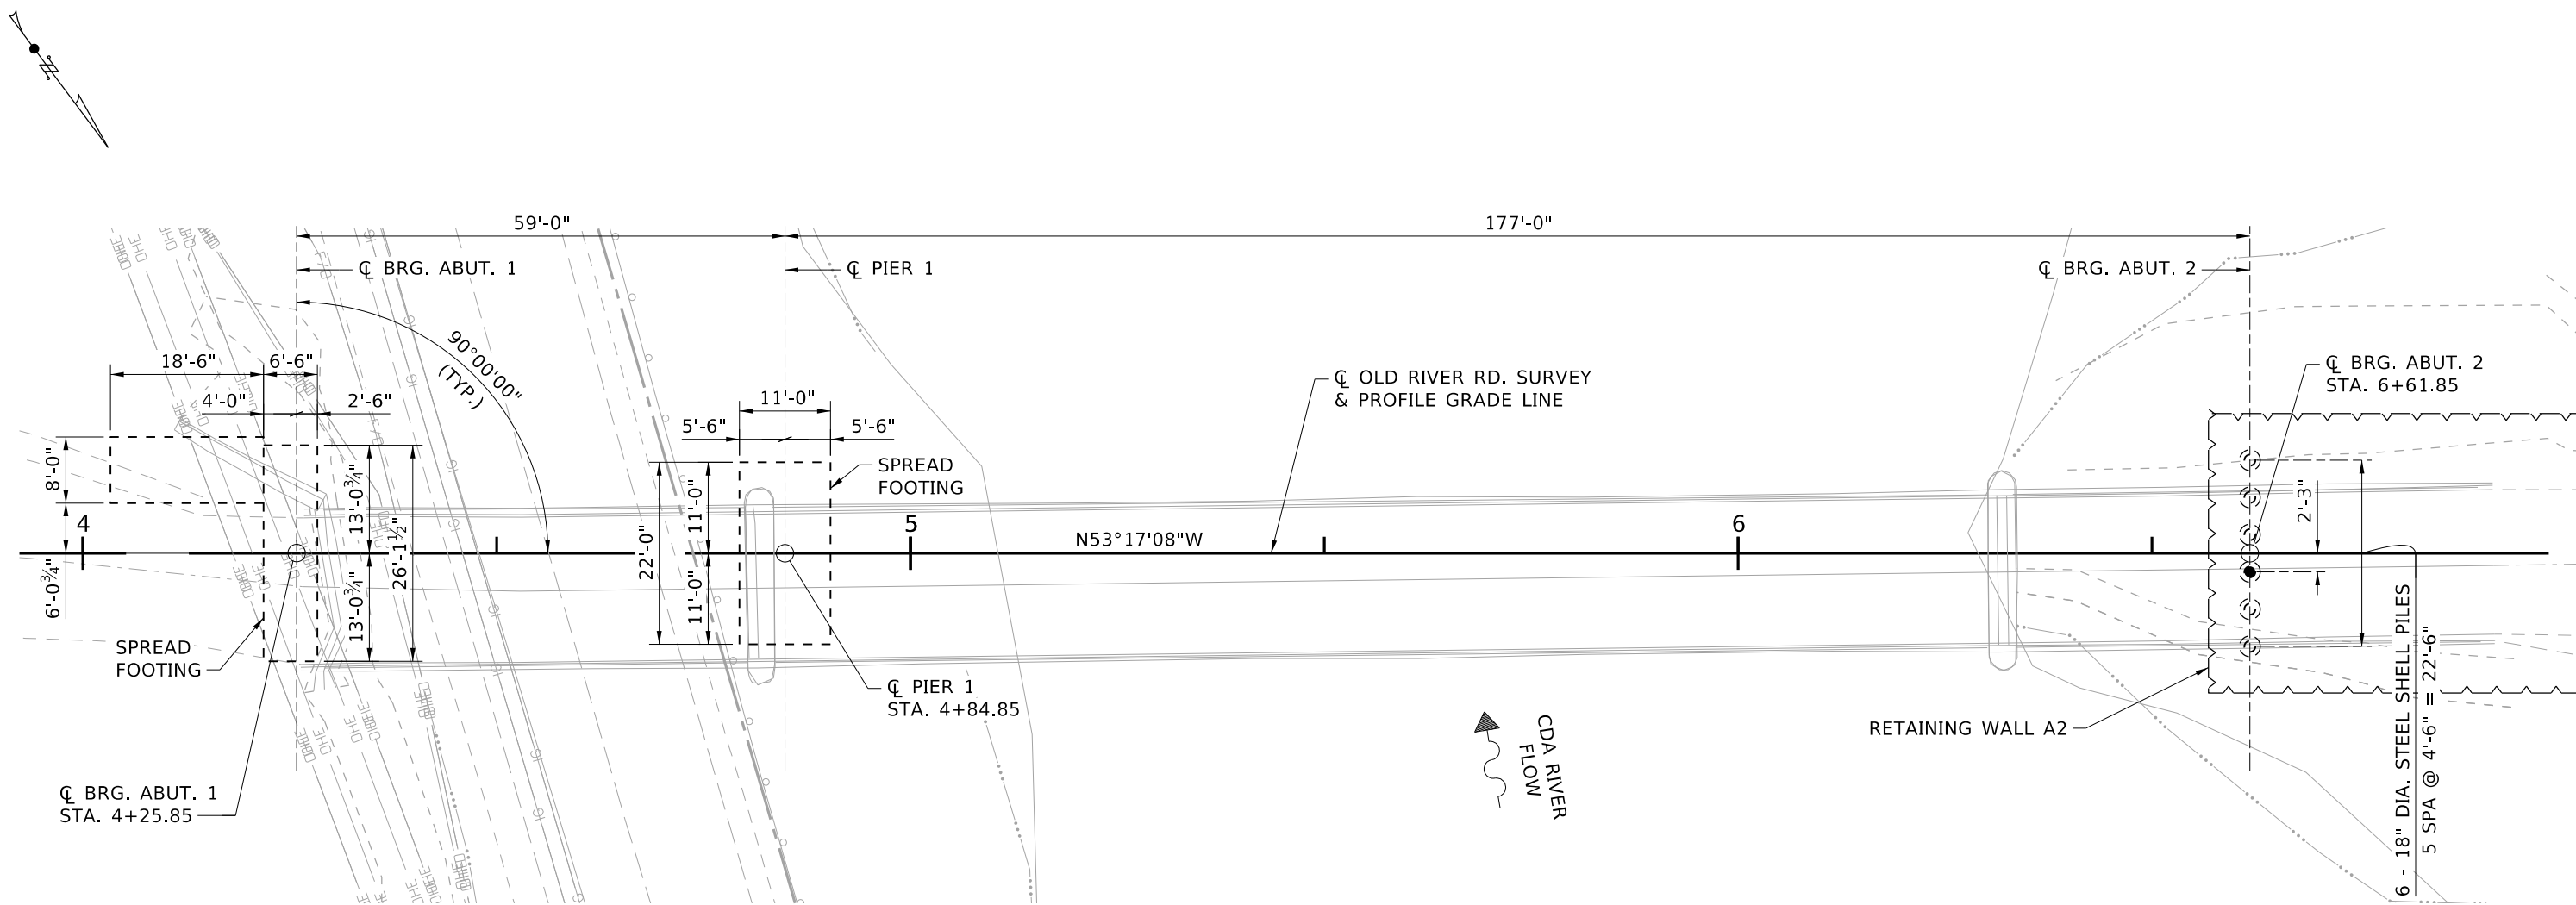 59'-0"
177'-0"
℄ BRG. ABUT. 1
℄ PIER 1
℄ BRG. ABUT. 2
90°00'00"
(TYP.)
18'-6"
6'-6"
4'-0"
2'-6"
11'-0"
5'-6"
5'-6"
℄ OLD RIVER RD. SURVEY
& PROFILE GRADE LINE
℄ BRG. ABUT. 2
STA. 6+61.85
8'-0"
6'-0¾"
13'-0¾"
13'-0¾"
26'-1½"
SPREAD
FOOTING
22'-0"
11'-0"
11'-0"
4
5
6
N53°17'08"W
2'-3"
SPREAD
FOOTING
℄ PIER 1
STA. 4+84.85
CDA RIVER
FLOW
RETAINING WALL A2
6 - 18" DIA. STEEL SHELL PILES
5 SPA @ 4'-6" = 22'-6"
℄ BRG. ABUT. 1
STA. 4+25.85